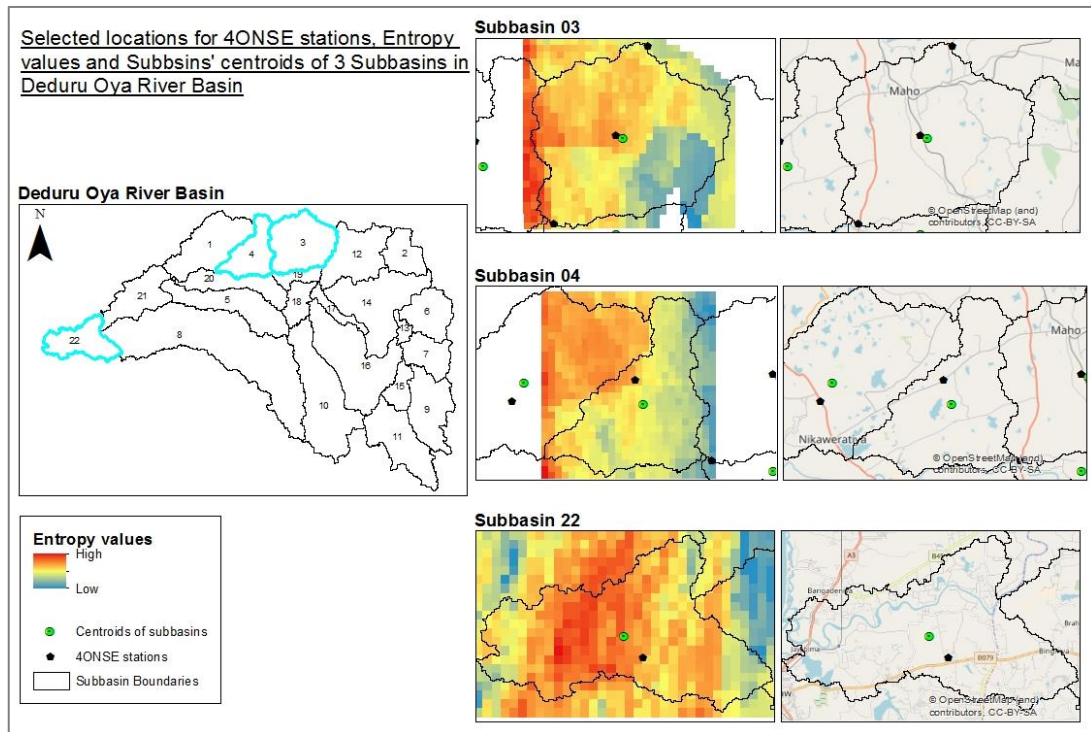 Selected locations for 4ONSE stations, Entropy
values and Subbsins' centroids of 3 Subbasins in
Deduru Oya River Basin
Deduru Oya River Basin
N
1
2
3
4
12
19
20
5
21
18
17
14
6
13
22
8
7
16
15
10
9
11
Entropy values
High
Low
Centroids of subbasins
4ONSE stations
Subbasin Boundaries
Subbasin 03
Maho
Ma
© OpenStreetMap (and)
contributors, CC-BY-SA
Subbasin 04
Maho
Nikaweratiya
© OpenStreetMap (and)
contributors, CC-BY-SA
Subbasin 22
A3
Bangadeniya
Brah
B079
Bingiriya
© OpenStreetMap (and)
contributors, CC-BY-SA